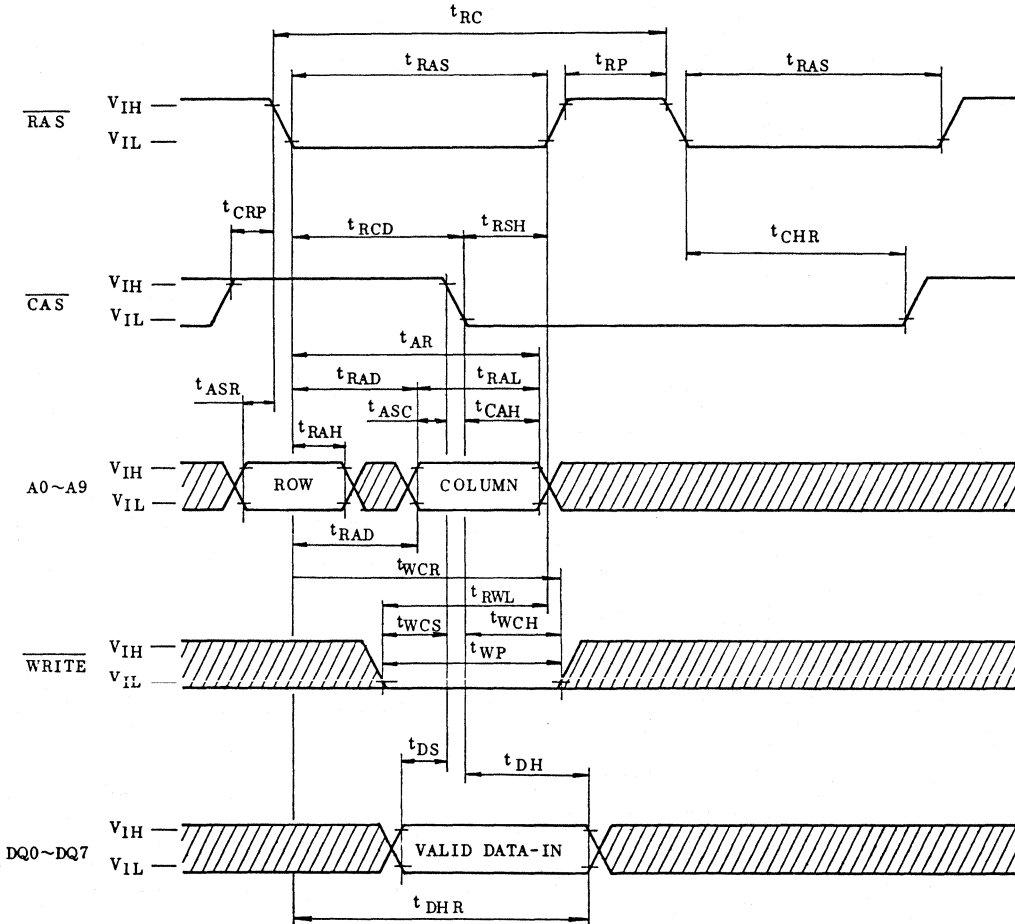 tRC
tRAS
tRP
tRAS
RAS
VIH
VIL
tCRP
tRCD
tRSH
tCHR
CAS
VIH
VIL
tAR
tASR
tRAD
tRAL
tASC
tCAH
tRAH
A0~A9
VIH
VIL
ROW
COLUMN
tRAD
tWCR
tRWL
tWCS
tWCH
tWP
WRITE
VIH
VIL
tDS
tDH
DQ0~DQ7
VIH
VIL
VALID DATA-IN
tDHR